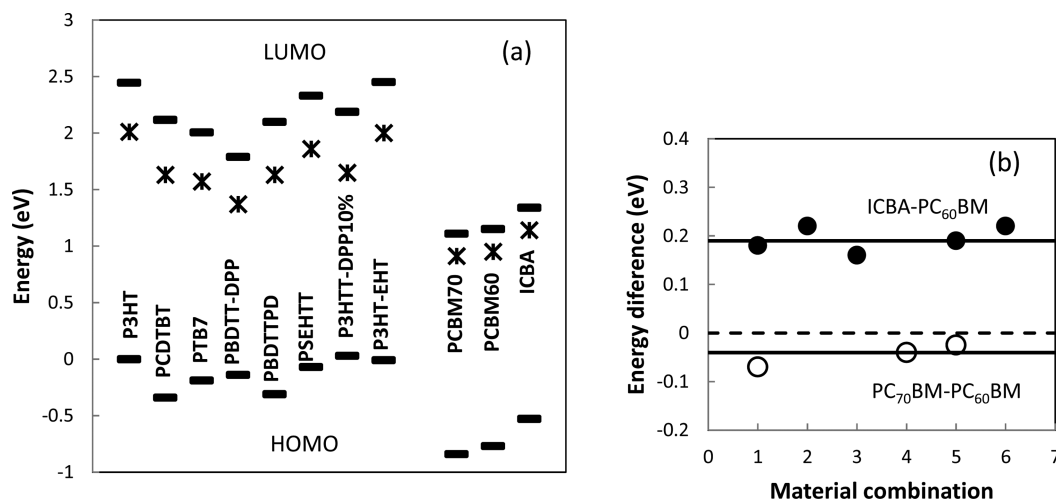 (a)
LUMO
HOMO
Energy (eV)
3
2.5
2
1.5
1
0.5
0
-0.5
-1
P3HT
PCDTBT
PTB7
PBDTT-DPP
PBDTTPD
PSEHTT
P3HTT-DPP10%
P3HT-EHT
PCBM70
PCBM60
ICBA
(b)
Energy diference (eV)
0.4
0.3
0.2
0.1
0
-0.1
-0.2
ICBA-PC₆₀BM
PC₇₀BM-PC₆₀BM
0 1 2 3 4 5 6 7
Material combination